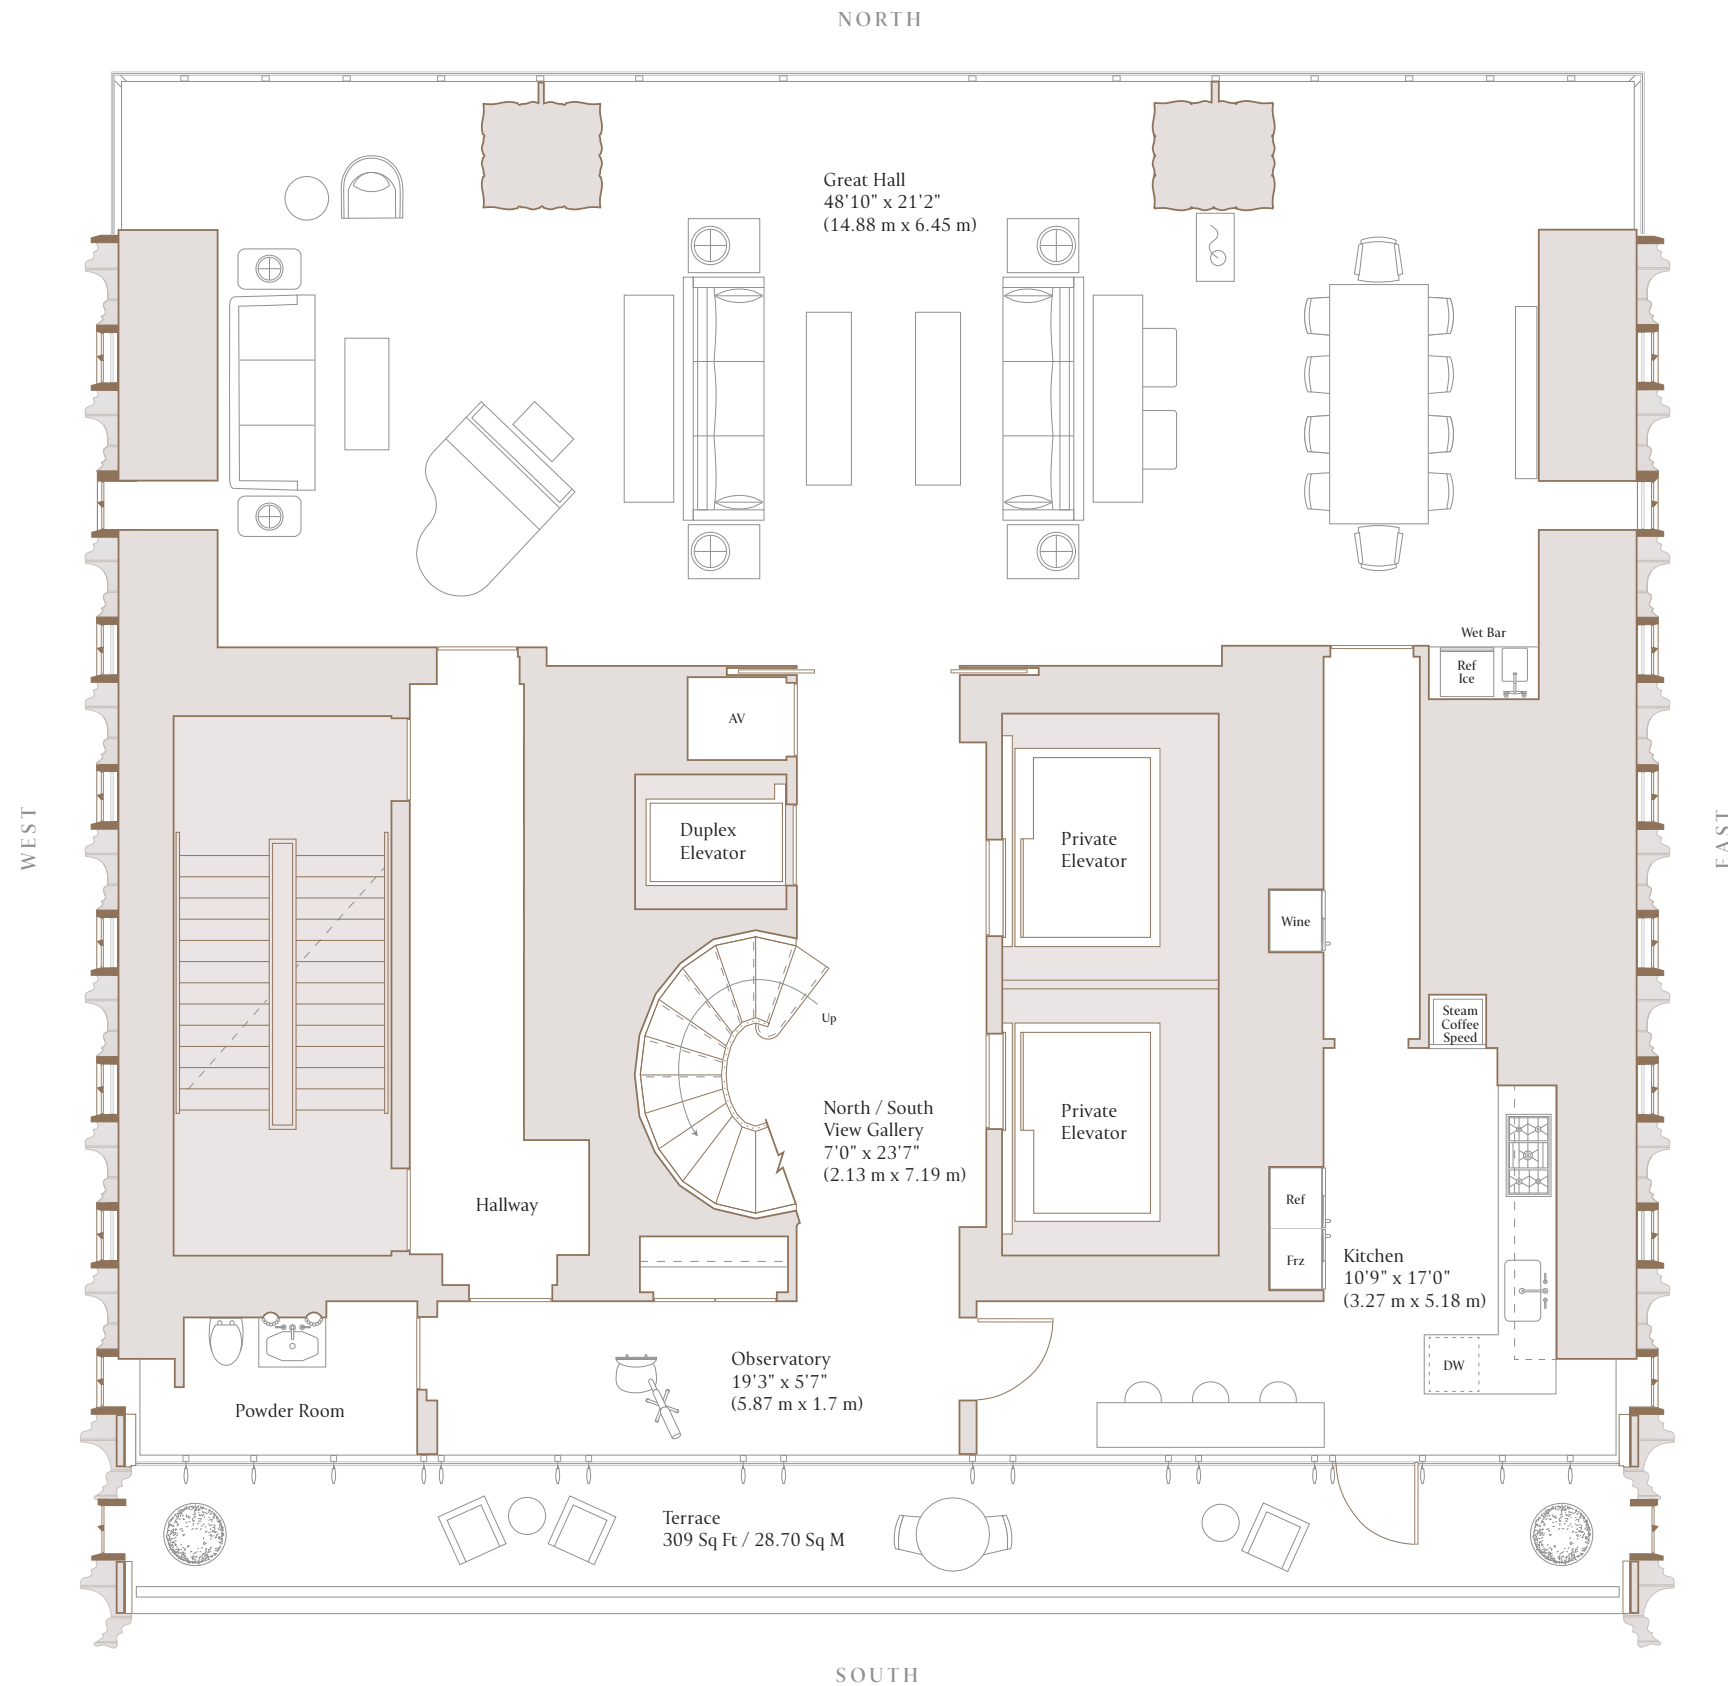 NORTH
Great Hall
48'10" x 21'2"
(14.88 m x 6.45 m)
Wet Bar
Ref
Ice
AV
WEST
EAST
Duplex
Elevator
Private
Elevator
Wine
Up
Steam
Coffee
Speed
North / South
View Gallery
7'0" x 23'7"
(2.13 m x 7.19 m)
Private
Elevator
Hallway
Ref
Frz
Kitchen
10'9" x 17'0"
(3.27 m x 5.18 m)
Observatory
19'3" x 5'7"
(5.87 m x 1.7 m)
DW
Powder Room
Terrace
309 Sq Ft / 28.70 Sq M
SOUTH